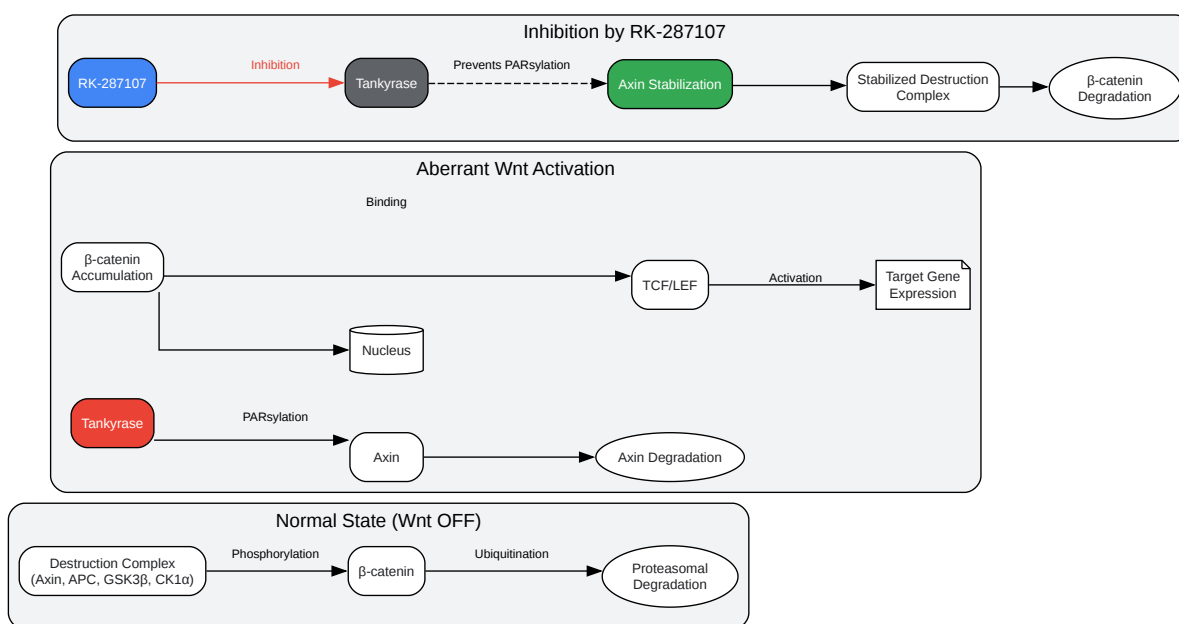 Inhibition by RK-287107
RK-287107
Inhibition
Tankyrase
Prevents PARsylation
Axin Stabilization
Stabilized Destruction
Complex
β-catenin
Degradation
Aberrant Wnt Activation
Binding
β-catenin
Accumulation
TCF/LEF
Activation
Target Gene
Expression
Nucleus
Tankyrase
PARsylation
Axin
Axin Degradation
Normal State (Wnt OFF)
Destruction Complex
(Axin, APC, GSK3β, CK1α)
Phosphorylation
β-catenin
Ubiquitination
Proteasomal
Degradation